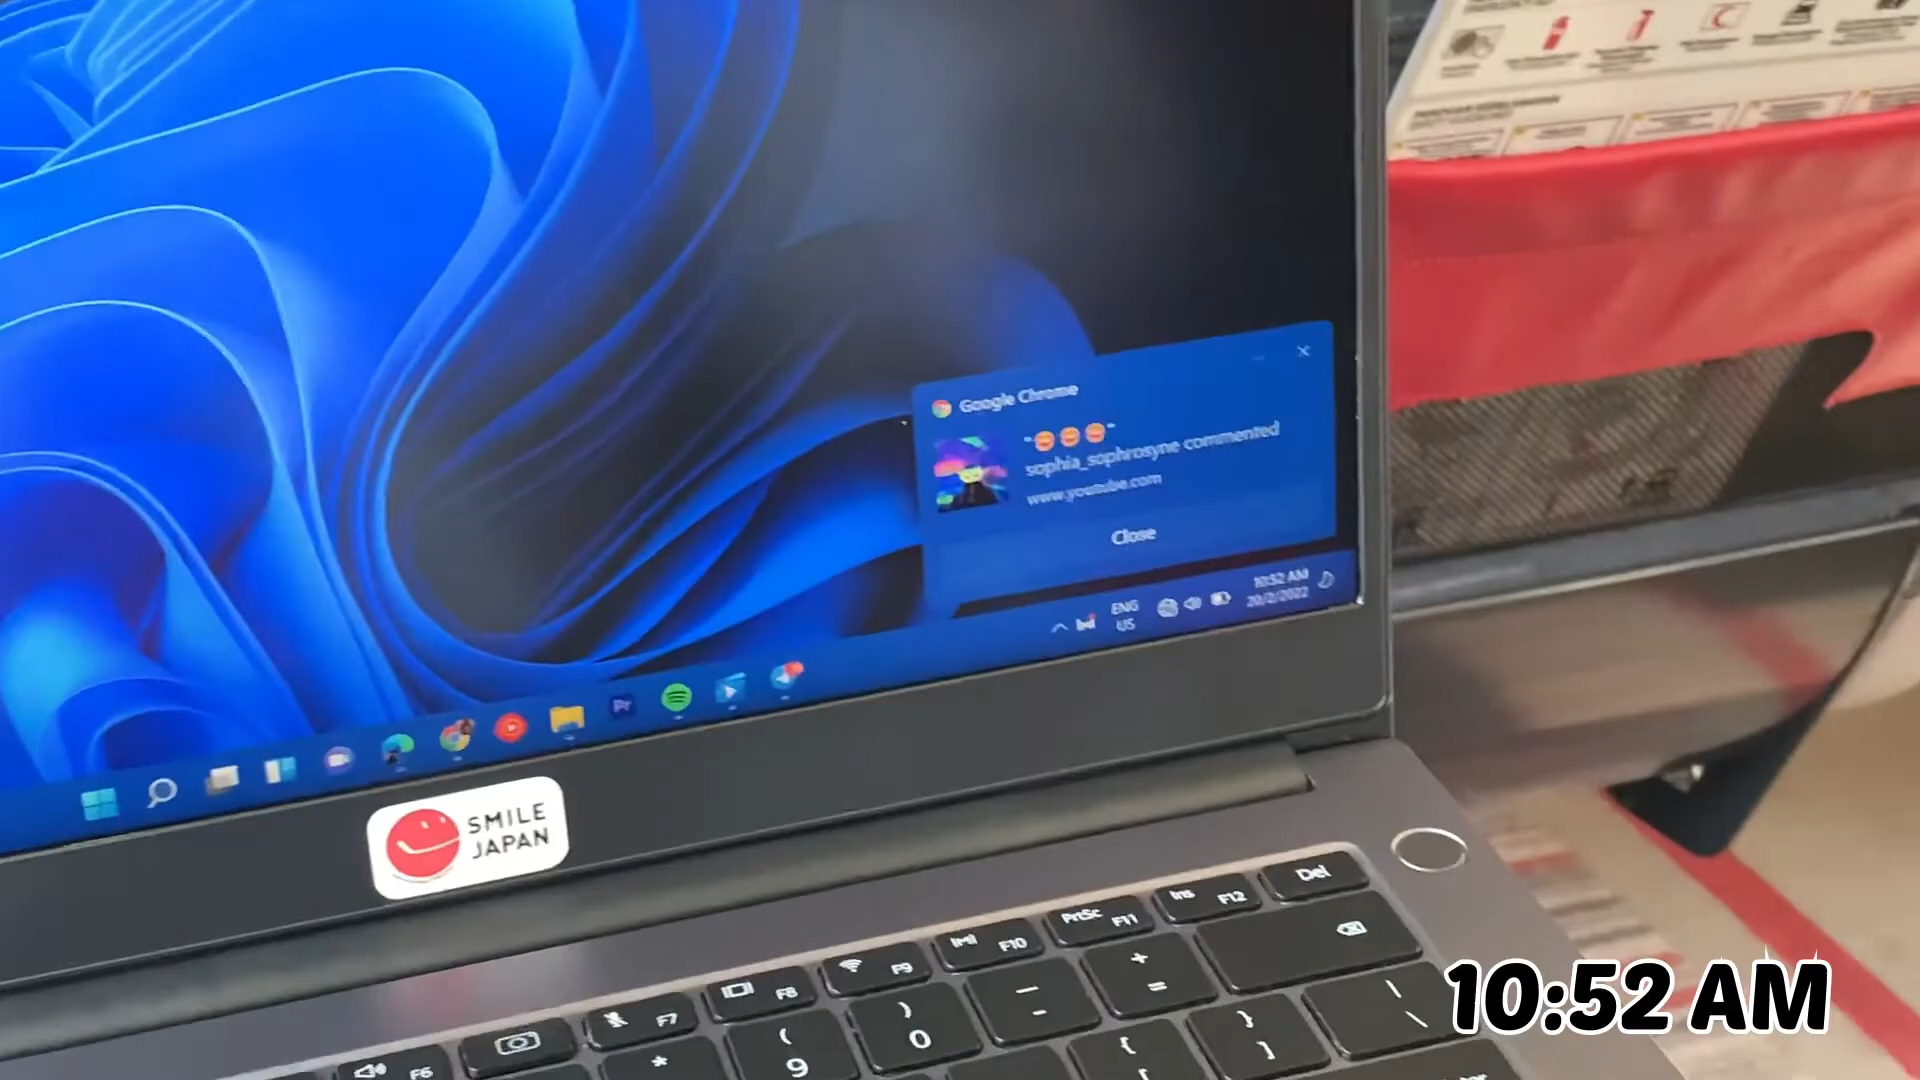 Google Chrome
"😡😡😡"
sophia_sophrosyne commented
www.youtube.com
Close
ENG
US
10:52 AM
20/2/2022
Pr
SMILE
JAPAN
Del
Ins F12
PrtSc F11
F10
F9
F8
F7
F6
+
=
-
-
)
0
(
9
*
|
\
}
]
{
[
10:52 AM